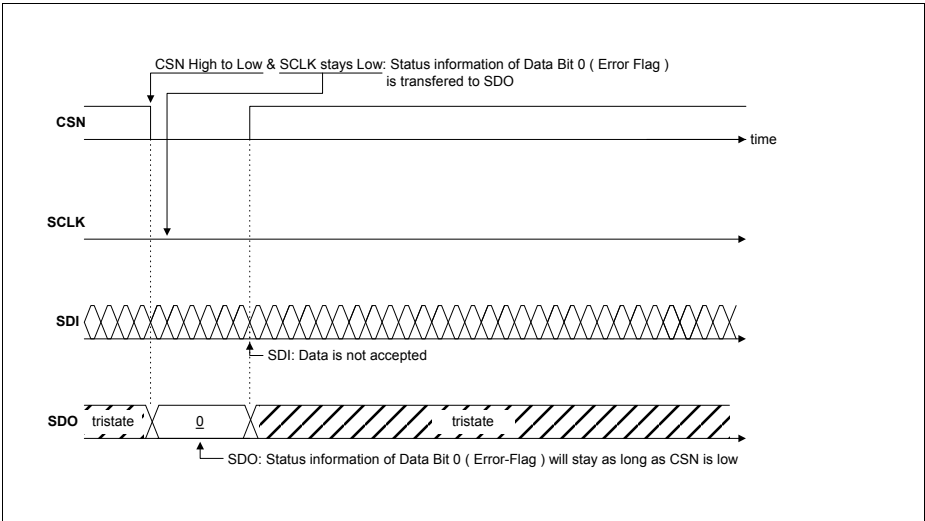 CSN High to Low & SCLK stays Low: Status information of Data Bit 0 ( Error Flag )
is transfered to SDO
CSN
time
SCLK
SDI
SDI: Data is not accepted
SDO tristate 0 tristate
SDO: Status information of Data Bit 0 ( Error-Flag ) will stay as long as CSN is low